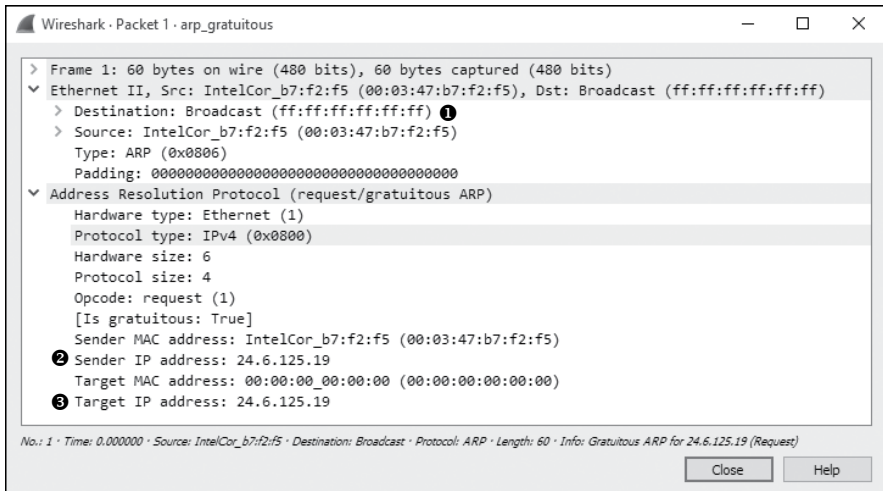 Wireshark · Packet 1 · arp_gratuitous
> Frame 1: 60 bytes on wire (480 bits), 60 bytes captured (480 bits)
Ethernet II, Src: IntelCor_b7:f2:f5 (00:03:47:b7:f2:f5), Dst: Broadcast (ff:ff:ff:ff:ff:ff)
> Destination: Broadcast (ff:ff:ff:ff:ff:ff) ❶
> Source: IntelCor_b7:f2:f5 (00:03:47:b7:f2:f5)
Type: ARP (0x0806)
Padding: 000000000000000000000000000000000000
Address Resolution Protocol (request/gratuitous ARP)
Hardware type: Ethernet (1)
Protocol type: IPv4 (0x0800)
Hardware size: 6
Protocol size: 4
Opcode: request (1)
[Is gratuitous: True]
Sender MAC address: IntelCor_b7:f2:f5 (00:03:47:b7:f2:f5)
❷ Sender IP address: 24.6.125.19
Target MAC address: 00:00:00_00:00:00 (00:00:00:00:00:00)
❸ Target IP address: 24.6.125.19
No.: 1 · Time: 0.000000 · Source: IntelCor_b7:f2:f5 · Destination: Broadcast · Protocol: ARP · Length: 60 · Info: Gratuitous ARP for 24.6.125.19 (Request)
Close Help